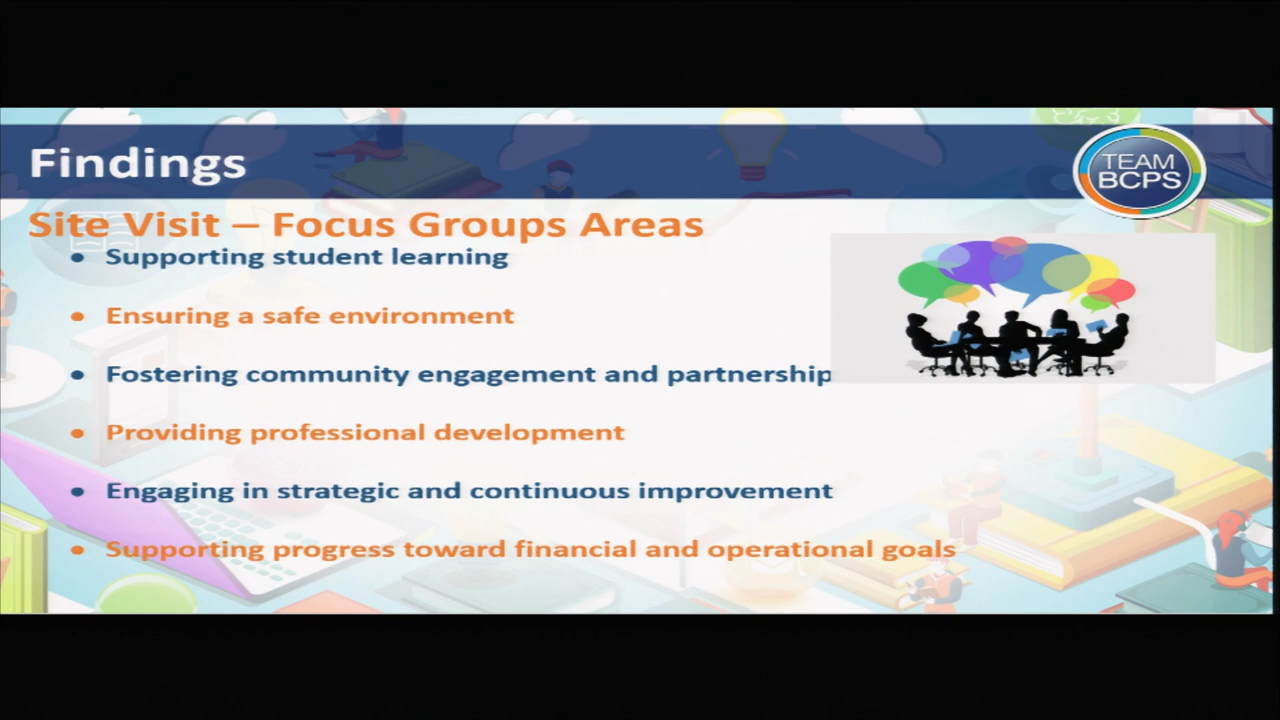 Findings
TEAM
BCPS
Site Visit – Focus Groups Areas
• Supporting student learning
• Ensuring a safe environment
• Fostering community engagement and partnership
• Providing professional development
• Engaging in strategic and continuous improvement
• Supporting progress toward financial and operational goals